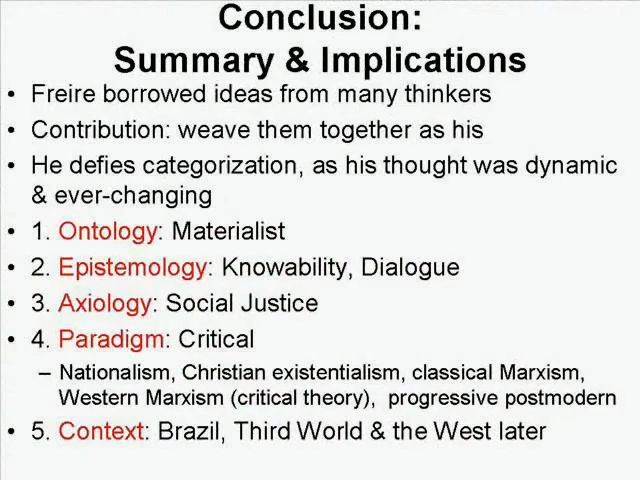 Conclusion:
Summary & Implications
• Freire borrowed ideas from many thinkers
• Contribution: weave them together as his
• He defies categorization, as his thought was dynamic
& ever-changing
• 1. Ontology: Materialist
• 2. Epistemology: Knowability, Dialogue
• 3. Axiology: Social Justice
• 4. Paradigm: Critical
– Nationalism, Christian existentialism, classical Marxism,
Western Marxism (critical theory), progressive postmodern
• 5. Context: Brazil, Third World & the West later